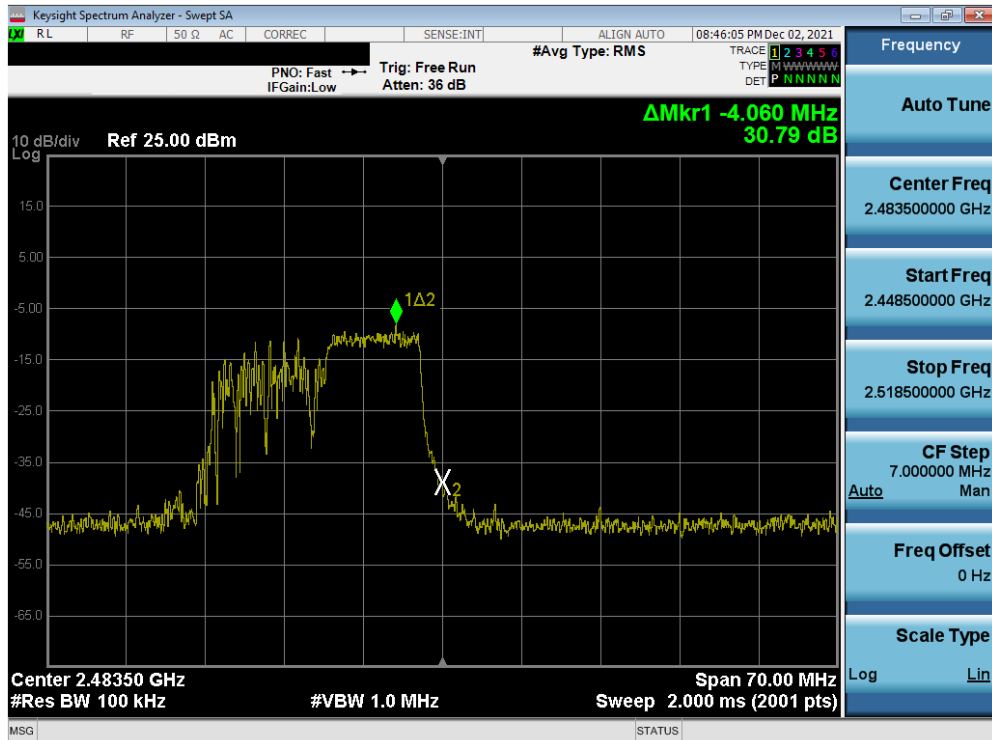 Keysight Spectrum Analyzer - Swept SA
LXI RL RF 50 Ω AC CORREC SENSE:INT ALIGN AUTO 08:46:05 PM Dec 02, 2021
#Avg Type: RMS TRACE 1 2 3 4 5 6
PNO: Fast Trig: Free Run TYPE M WWWWW
IFGain:Low Atten: 36 dB DET P N N N N N
ΔMkr1 -4.060 MHz
30.79 dB
10 dB/div Ref 25.00 dBm
Log
15.0
5.00
-5.00
1Δ2
-15.0
-25.0
-35.0
X2
-45.0
-55.0
-65.0
Center 2.48350 GHz Span 70.00 MHz
#Res BW 100 kHz #VBW 1.0 MHz Sweep 2.000 ms (2001 pts)
MSG STATUS
Frequency
Auto Tune
Center Freq
2.483500000 GHz
Start Freq
2.448500000 GHz
Stop Freq
2.518500000 GHz
CF Step
7.000000 MHz
Auto Man
Freq Offset
0 Hz
Scale Type
Log Lin